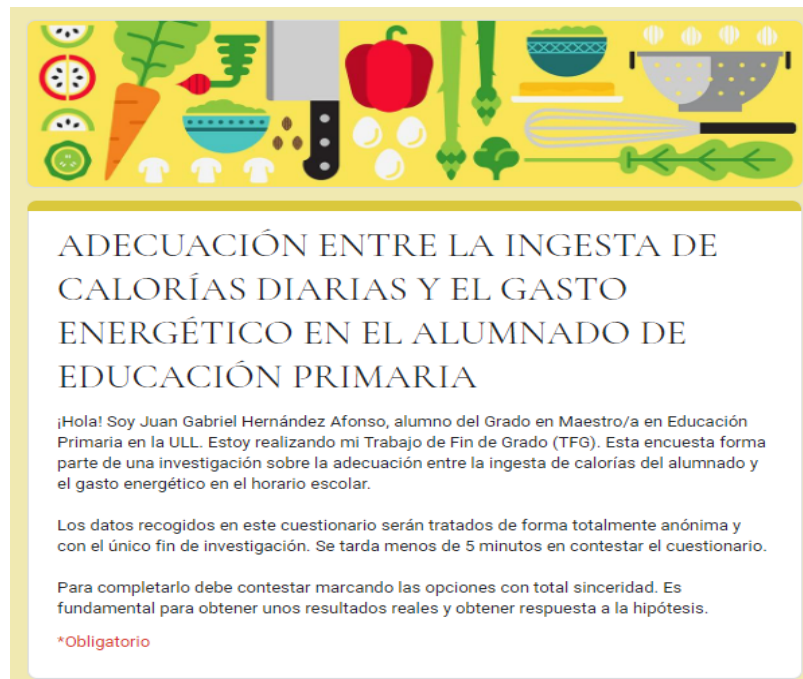 ADECUACIÓN ENTRE LA INGESTA DE
CALORÍAS DIARIAS Y EL GASTO
ENERGÉTICO EN EL ALUMNADO DE
EDUCACIÓN PRIMARIA
¡Hola! Soy Juan Gabriel Hernández Afonso, alumno del Grado en Maestro/a en Educación
Primaria en la ULL. Estoy realizando mi Trabajo de Fin de Grado (TFG). Esta encuesta forma
parte de una investigación sobre la adecuación entre la ingesta de calorías del alumnado y
el gasto energético en el horario escolar.
Los datos recogidos en este cuestionario serán tratados de forma totalmente anónima y
con el único fin de investigación. Se tarda menos de 5 minutos en contestar el cuestionario.
Para completarlo debe contestar marcando las opciones con total sinceridad. Es
fundamental para obtener unos resultados reales y obtener respuesta a la hipótesis.
*Obligatorio